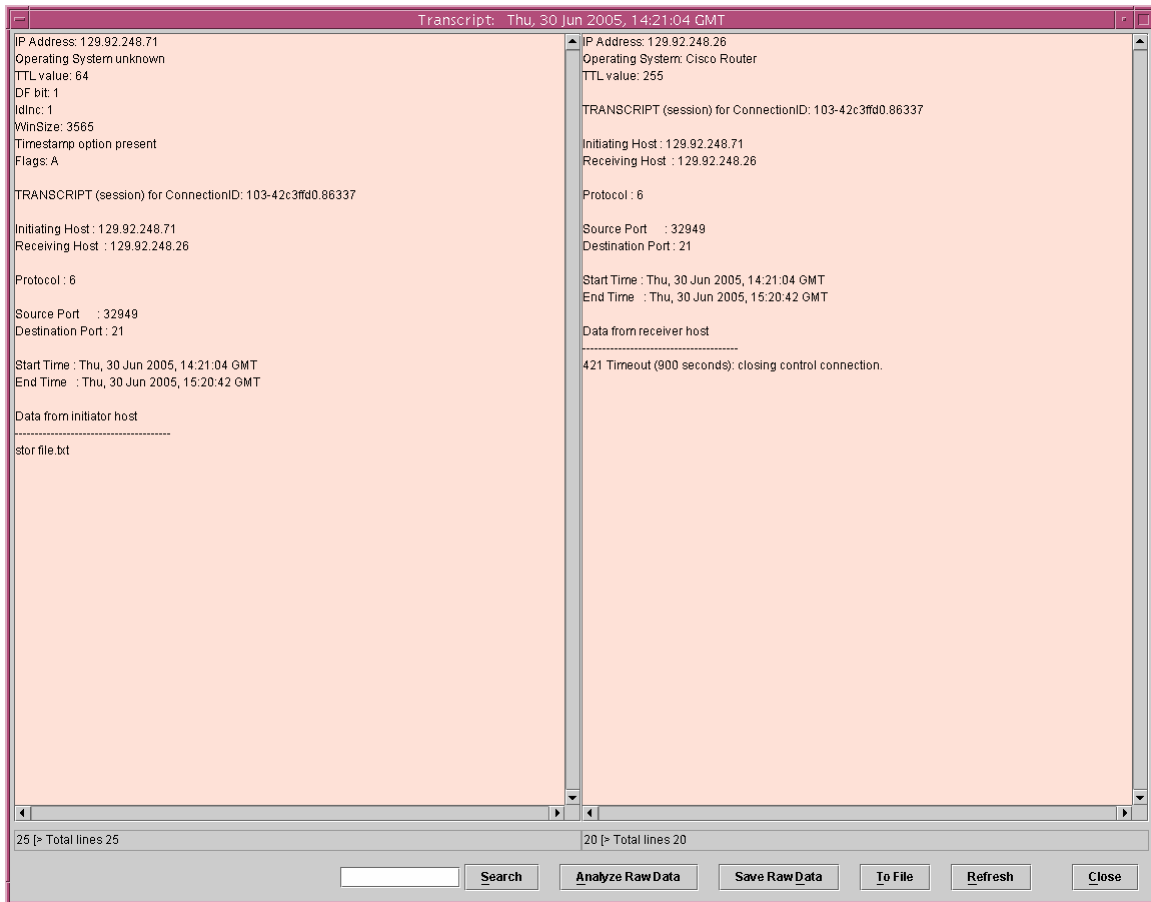 Transcript: Thu, 30 Jun 2005, 14:21:04 GMT
IP Address: 129.92.248.71
Operating System unknown
TTL value: 64
DF bit: 1
IdInc: 1
WinSize: 3565
Timestamp option present
Flags: A
TRANSCRIPT (session) for ConnectionID: 103-42c3ffd0.86337
Initiating Host : 129.92.248.71
Receiving Host : 129.92.248.26
Protocol : 6
Source Port : 32949
Destination Port : 21
Start Time : Thu, 30 Jun 2005, 14:21:04 GMT
End Time : Thu, 30 Jun 2005, 15:20:42 GMT
Data from initiator host
---------------------------------------
stor file.txt
25 [> Total lines 25
IP Address: 129.92.248.26
Operating System: Cisco Router
TTL value: 255
TRANSCRIPT (session) for ConnectionID: 103-42c3ffd0.86337
Initiating Host : 129.92.248.71
Receiving Host : 129.92.248.26
Protocol : 6
Source Port : 32949
Destination Port : 21
Start Time : Thu, 30 Jun 2005, 14:21:04 GMT
End Time : Thu, 30 Jun 2005, 15:20:42 GMT
Data from receiver host
---------------------------------------
421 Timeout (900 seconds): closing control connection.
20 [> Total lines 20
Search
Analyze Raw Data
Save Raw Data
To File
Refresh
Close